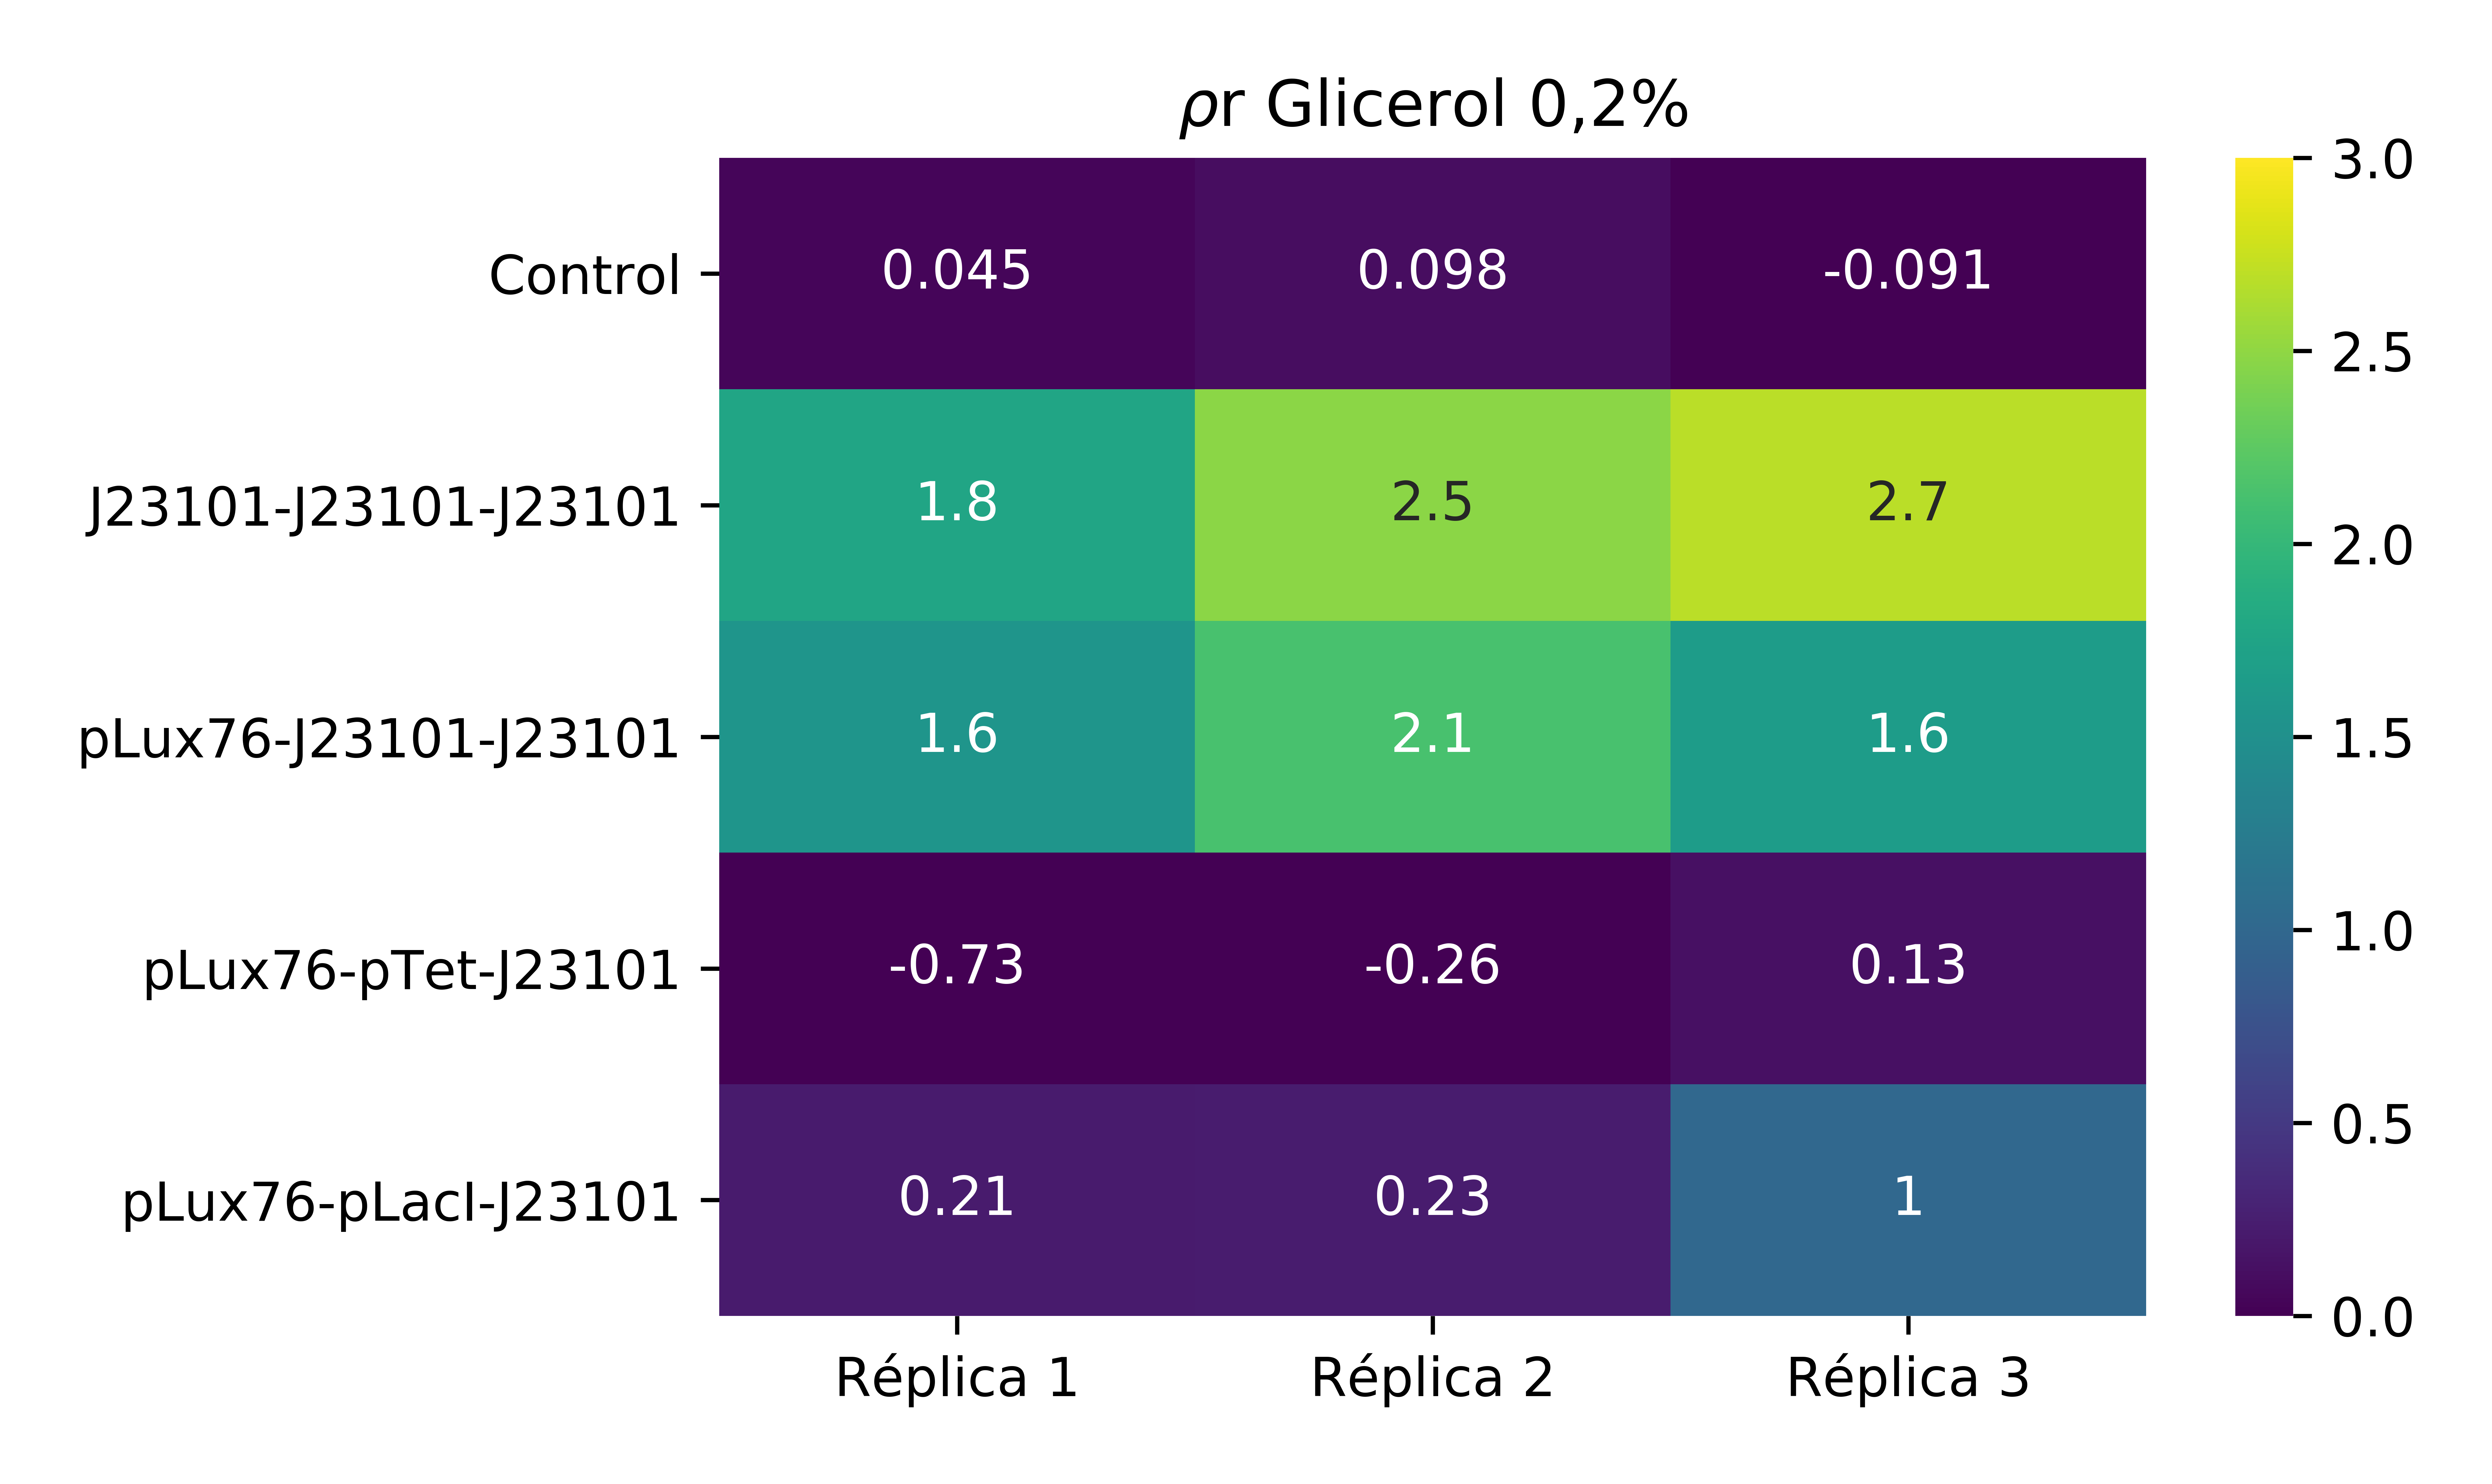 ρr Glicerol 0,2%
Control 0.045 0.098 -0.091
J23101-J23101-J23101 1.8 2.5 2.7
pLux76-J23101-J23101 1.6 2.1 1.6
pLux76-pTet-J23101 -0.73 -0.26 0.13
pLux76-pLacI-J23101 0.21 0.23 1
Réplica 1 Réplica 2 Réplica 3
3.0
2.5
2.0
1.5
1.0
0.5
0.0